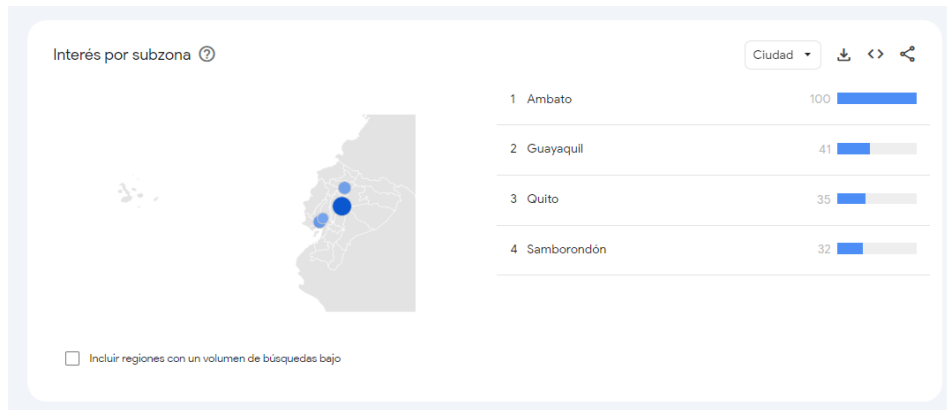 Interés por subzona
Ciudad
1 Ambato 100
2 Guayaquil 41
3 Quito 35
4 Samborondón 32
Incluir regiones con un volumen de búsquedas bajo